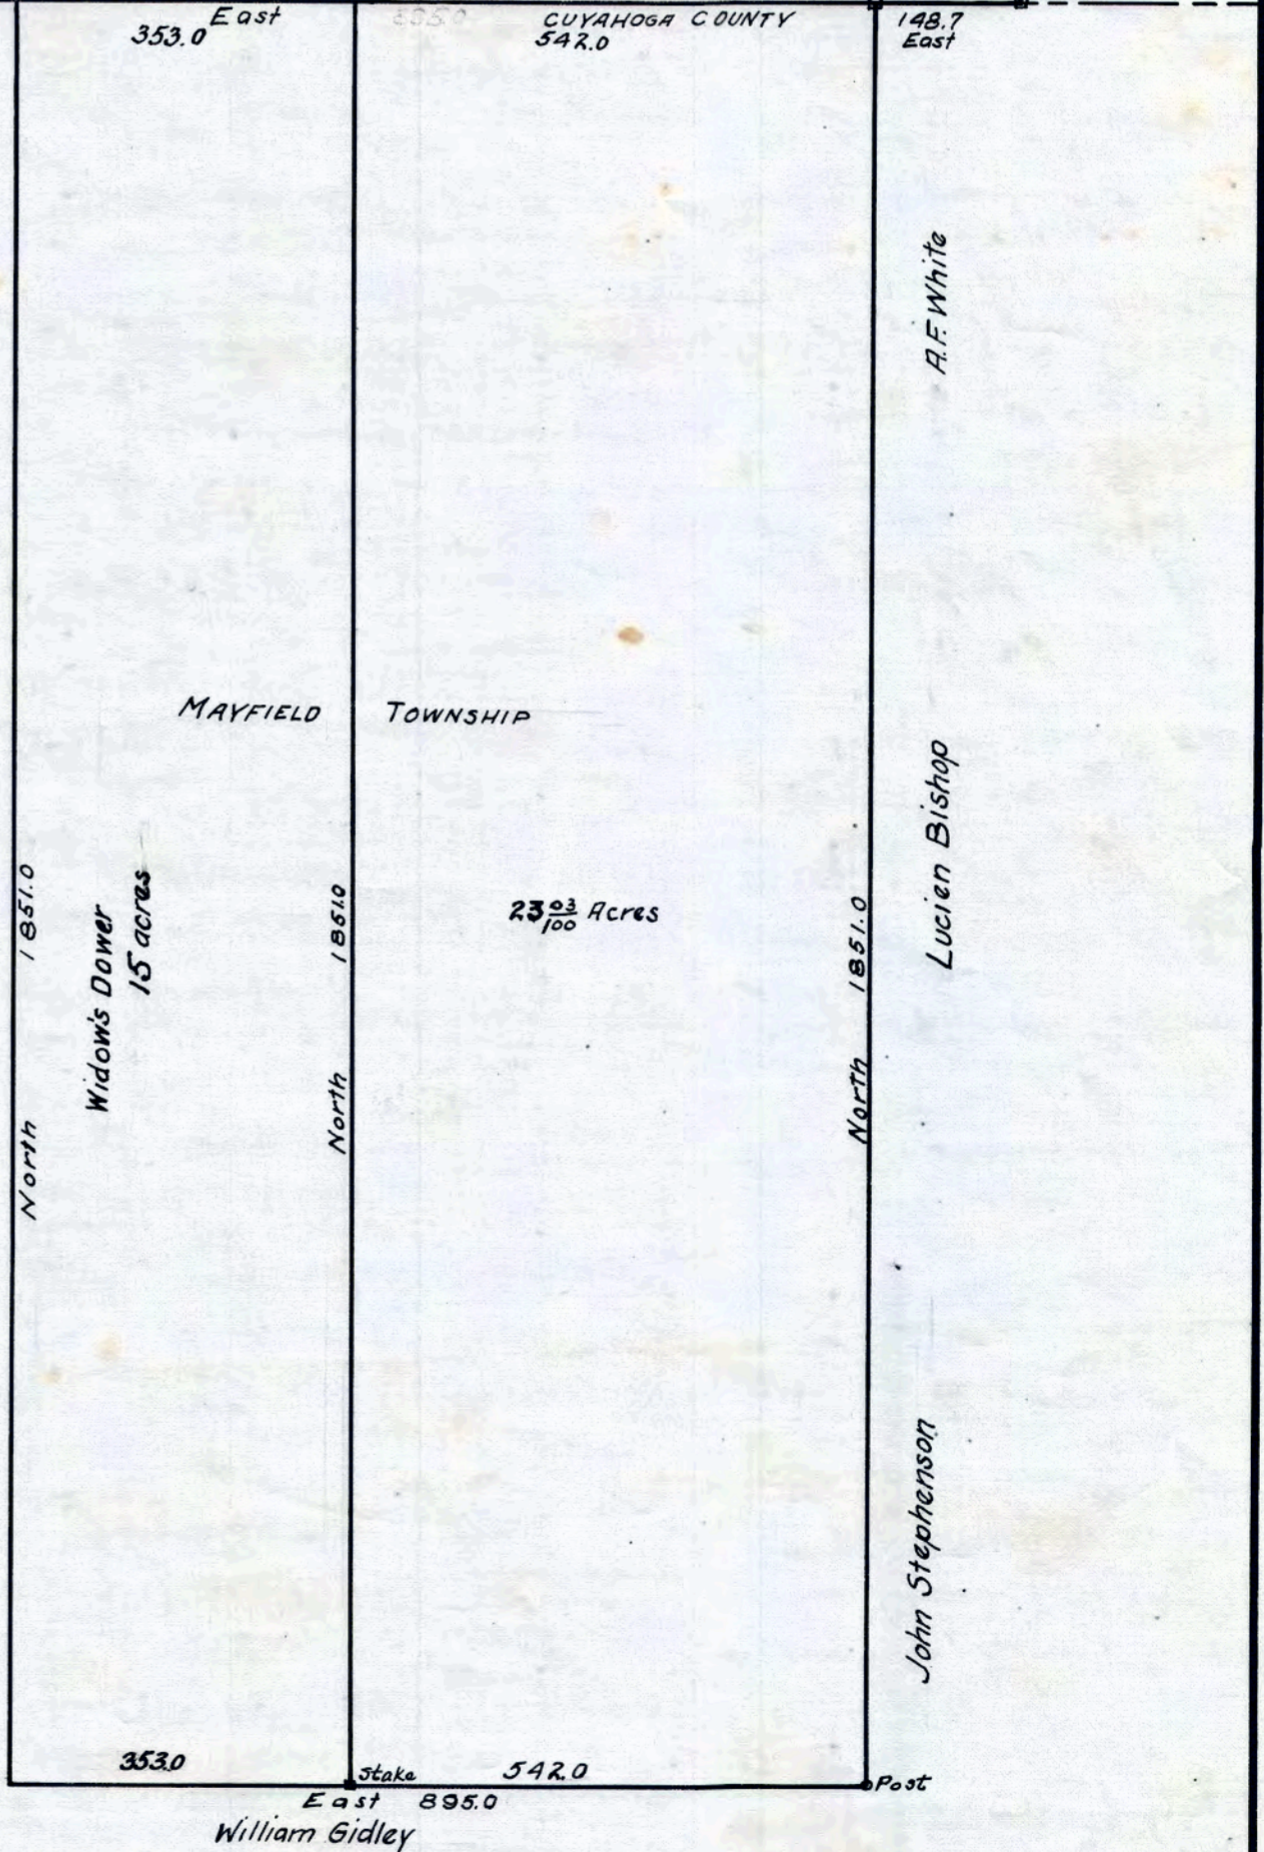 East
353.0
CUYAHOGA COUNTY
542.0
148.7
East
A.F. White
MAYFIELD TOWNSHIP
Lucien Bishop
North 1851.0
Widow's Dower
15 acres
North 1851.0
23 03/100 Acres
North 1851.0
John Stephenson
353.0
Stake
542.0
Post
East 895.0
William Gidley